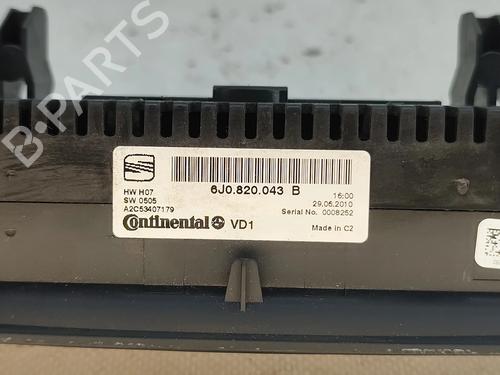 B-PARTS
6J0.820.043 B
HW H07
SW 0505
A2C53407179
16:00
29.06.2010
Serial No. 0008252
Continental VD1
Made in C2